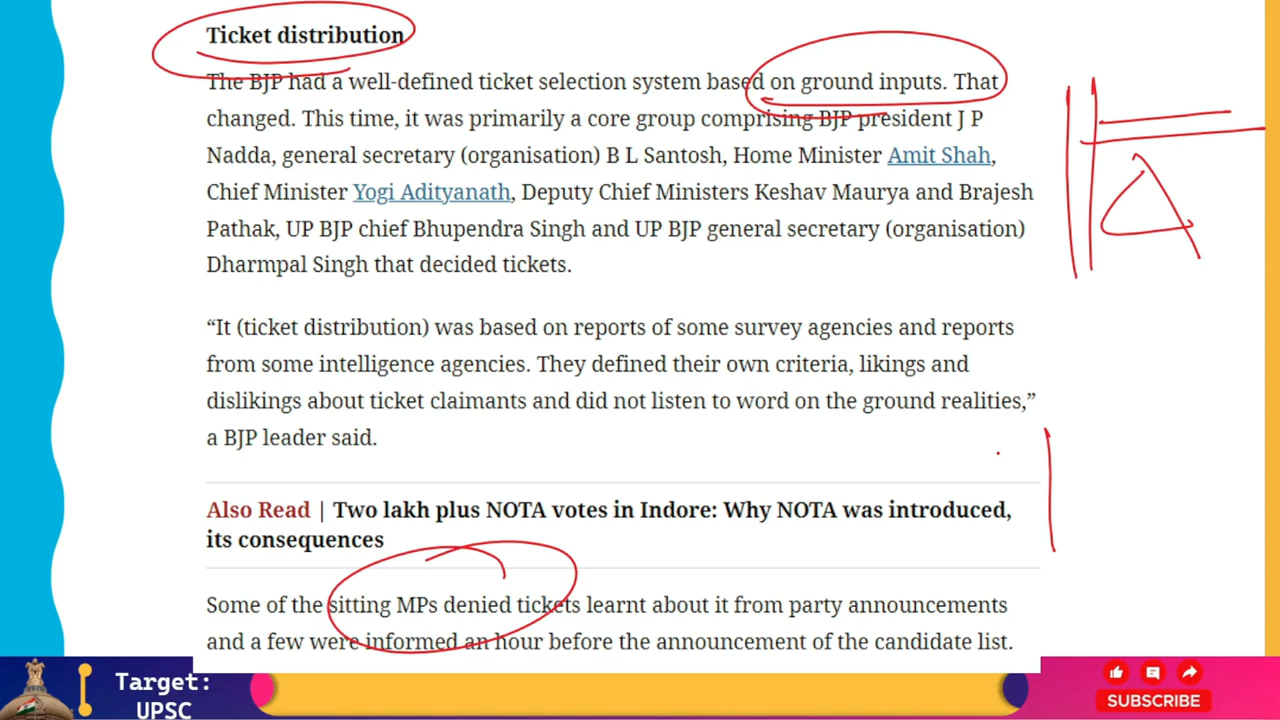 Ticket distribution
The BJP had a well-defined ticket selection system based on ground inputs. That
changed. This time, it was primarily a core group comprising BJP president J P
Nadda, general secretary (organisation) B L Santosh, Home Minister Amit Shah,
Chief Minister Yogi Adityanath, Deputy Chief Ministers Keshav Maurya and Brajesh
Pathak, UP BJP chief Bhupendra Singh and UP BJP general secretary (organisation)
Dharmpal Singh that decided tickets.
“It (ticket distribution) was based on reports of some survey agencies and reports
from some intelligence agencies. They defined their own criteria, likings and
dislikings about ticket claimants and did not listen to word on the ground realities,”
a BJP leader said.
Also Read | Two lakh plus NOTA votes in Indore: Why NOTA was introduced,
its consequences
Some of the sitting MPs denied tickets learnt about it from party announcements
and a few were informed an hour before the announcement of the candidate list.
Target:
UPSC
SUBSCRIBE